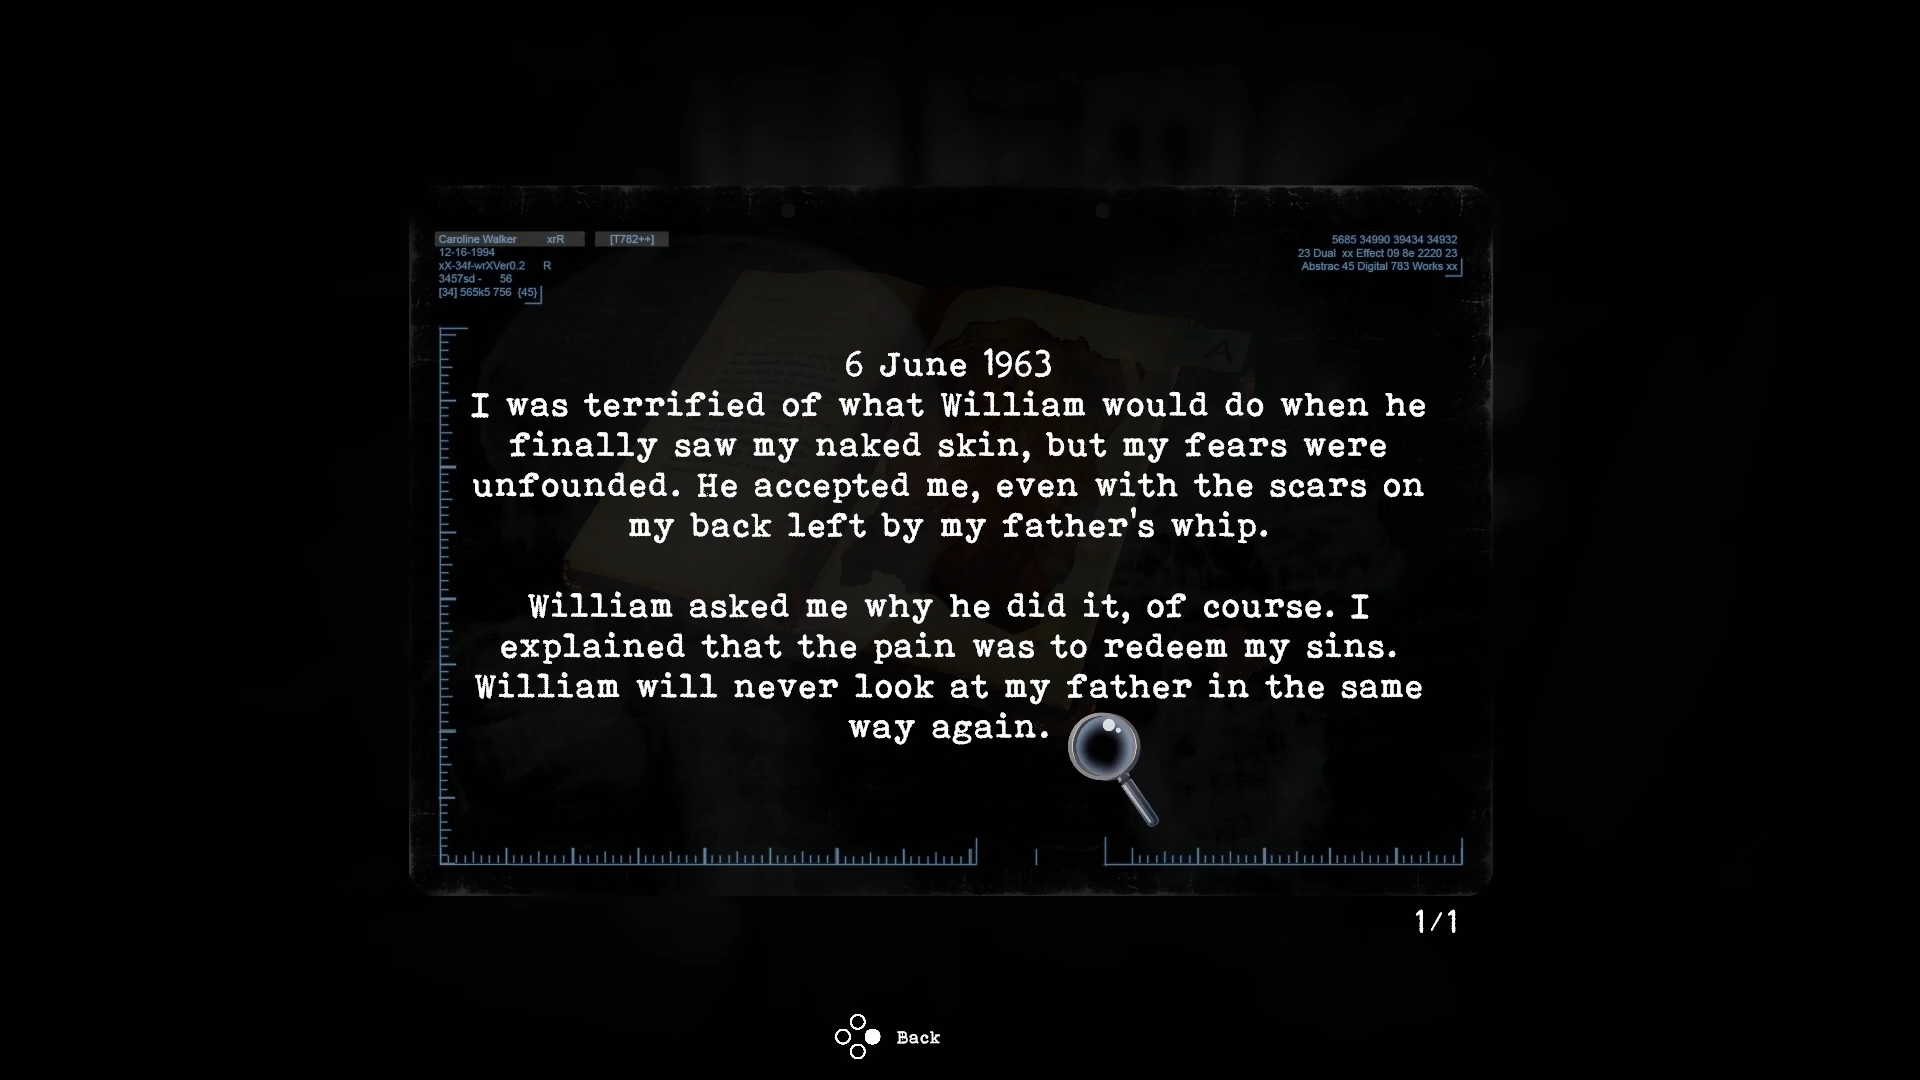 Caroline Walker xrR [T782++]
12-16-1994
xX-34f-wrXVer0.2 R
3457sd - 56
[34] 565k5 756 {45}
5685 34990 39434 34932
23 Dual xx Effect 09 8e 2220 23
Abstrac 45 Digital 783 Works xx
6 June 1963
I was terrified of what William would do when he
finally saw my naked skin, but my fears were
unfounded. He accepted me, even with the scars on
my back left by my father's whip.
William asked me why he did it, of course. I
explained that the pain was to redeem my sins.
William will never look at my father in the same
way again.
1/1
Back